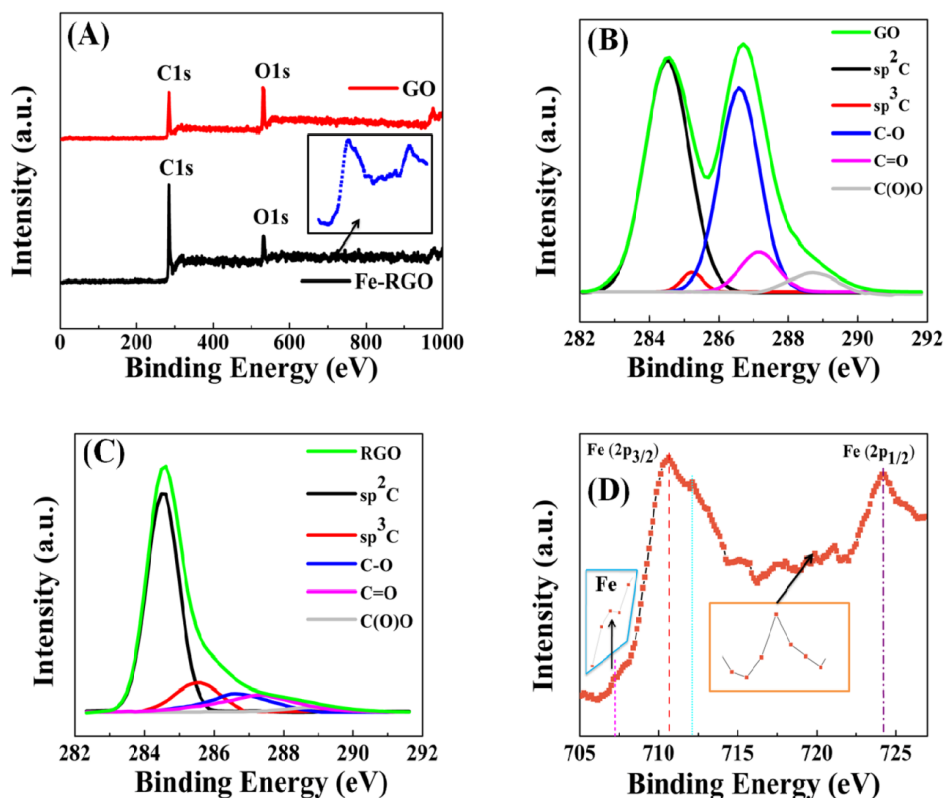 (A)
C1s
O1s
GO
C1s
O1s
Fe-RGO
Intensity (a.u.)
0 200 400 600 800 1000
Binding Energy (eV)
(B)
GO
sp2C
sp3C
C-O
C=O
C(O)O
Intensity (a.u.)
282 284 286 288 290 292
Binding Energy (eV)
(C)
RGO
sp2C
sp3C
C-O
C=O
C(O)O
Intensity (a.u.)
282 284 286 288 290 292
Binding Energy (eV)
Fe (2p3/2)
Fe (2p1/2)
(D)
Fe
Intensity (a.u.)
705 710 715 720 725
Binding Energy (eV)